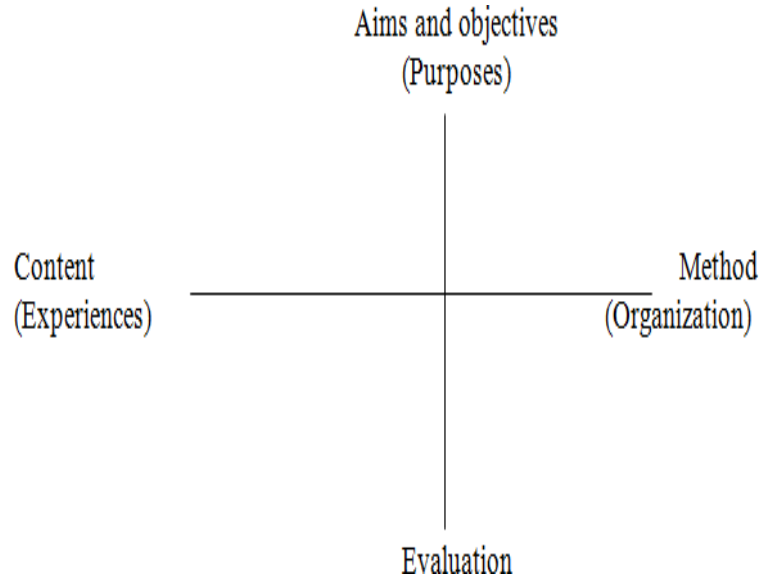 Aims and objectives
(Purposes)
Content
(Experiences)
Method
(Organization)
Evaluation